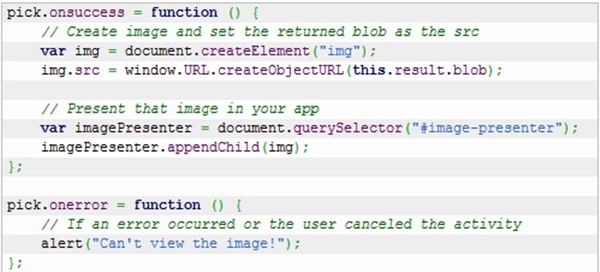 pick.onsuccess = function () {
    // Create image and set the returned blob as the src
    var img = document.createElement("img");
    img.src = window.URL.createObjectURL(this.result.blob);

    // Present that image in your app
    var imagePresenter = document.querySelector("#image-presenter");
    imagePresenter.appendChild(img);
};

pick.onerror = function () {
    // If an error occurred or the user canceled the activity
    alert("Can't view the image!");
};